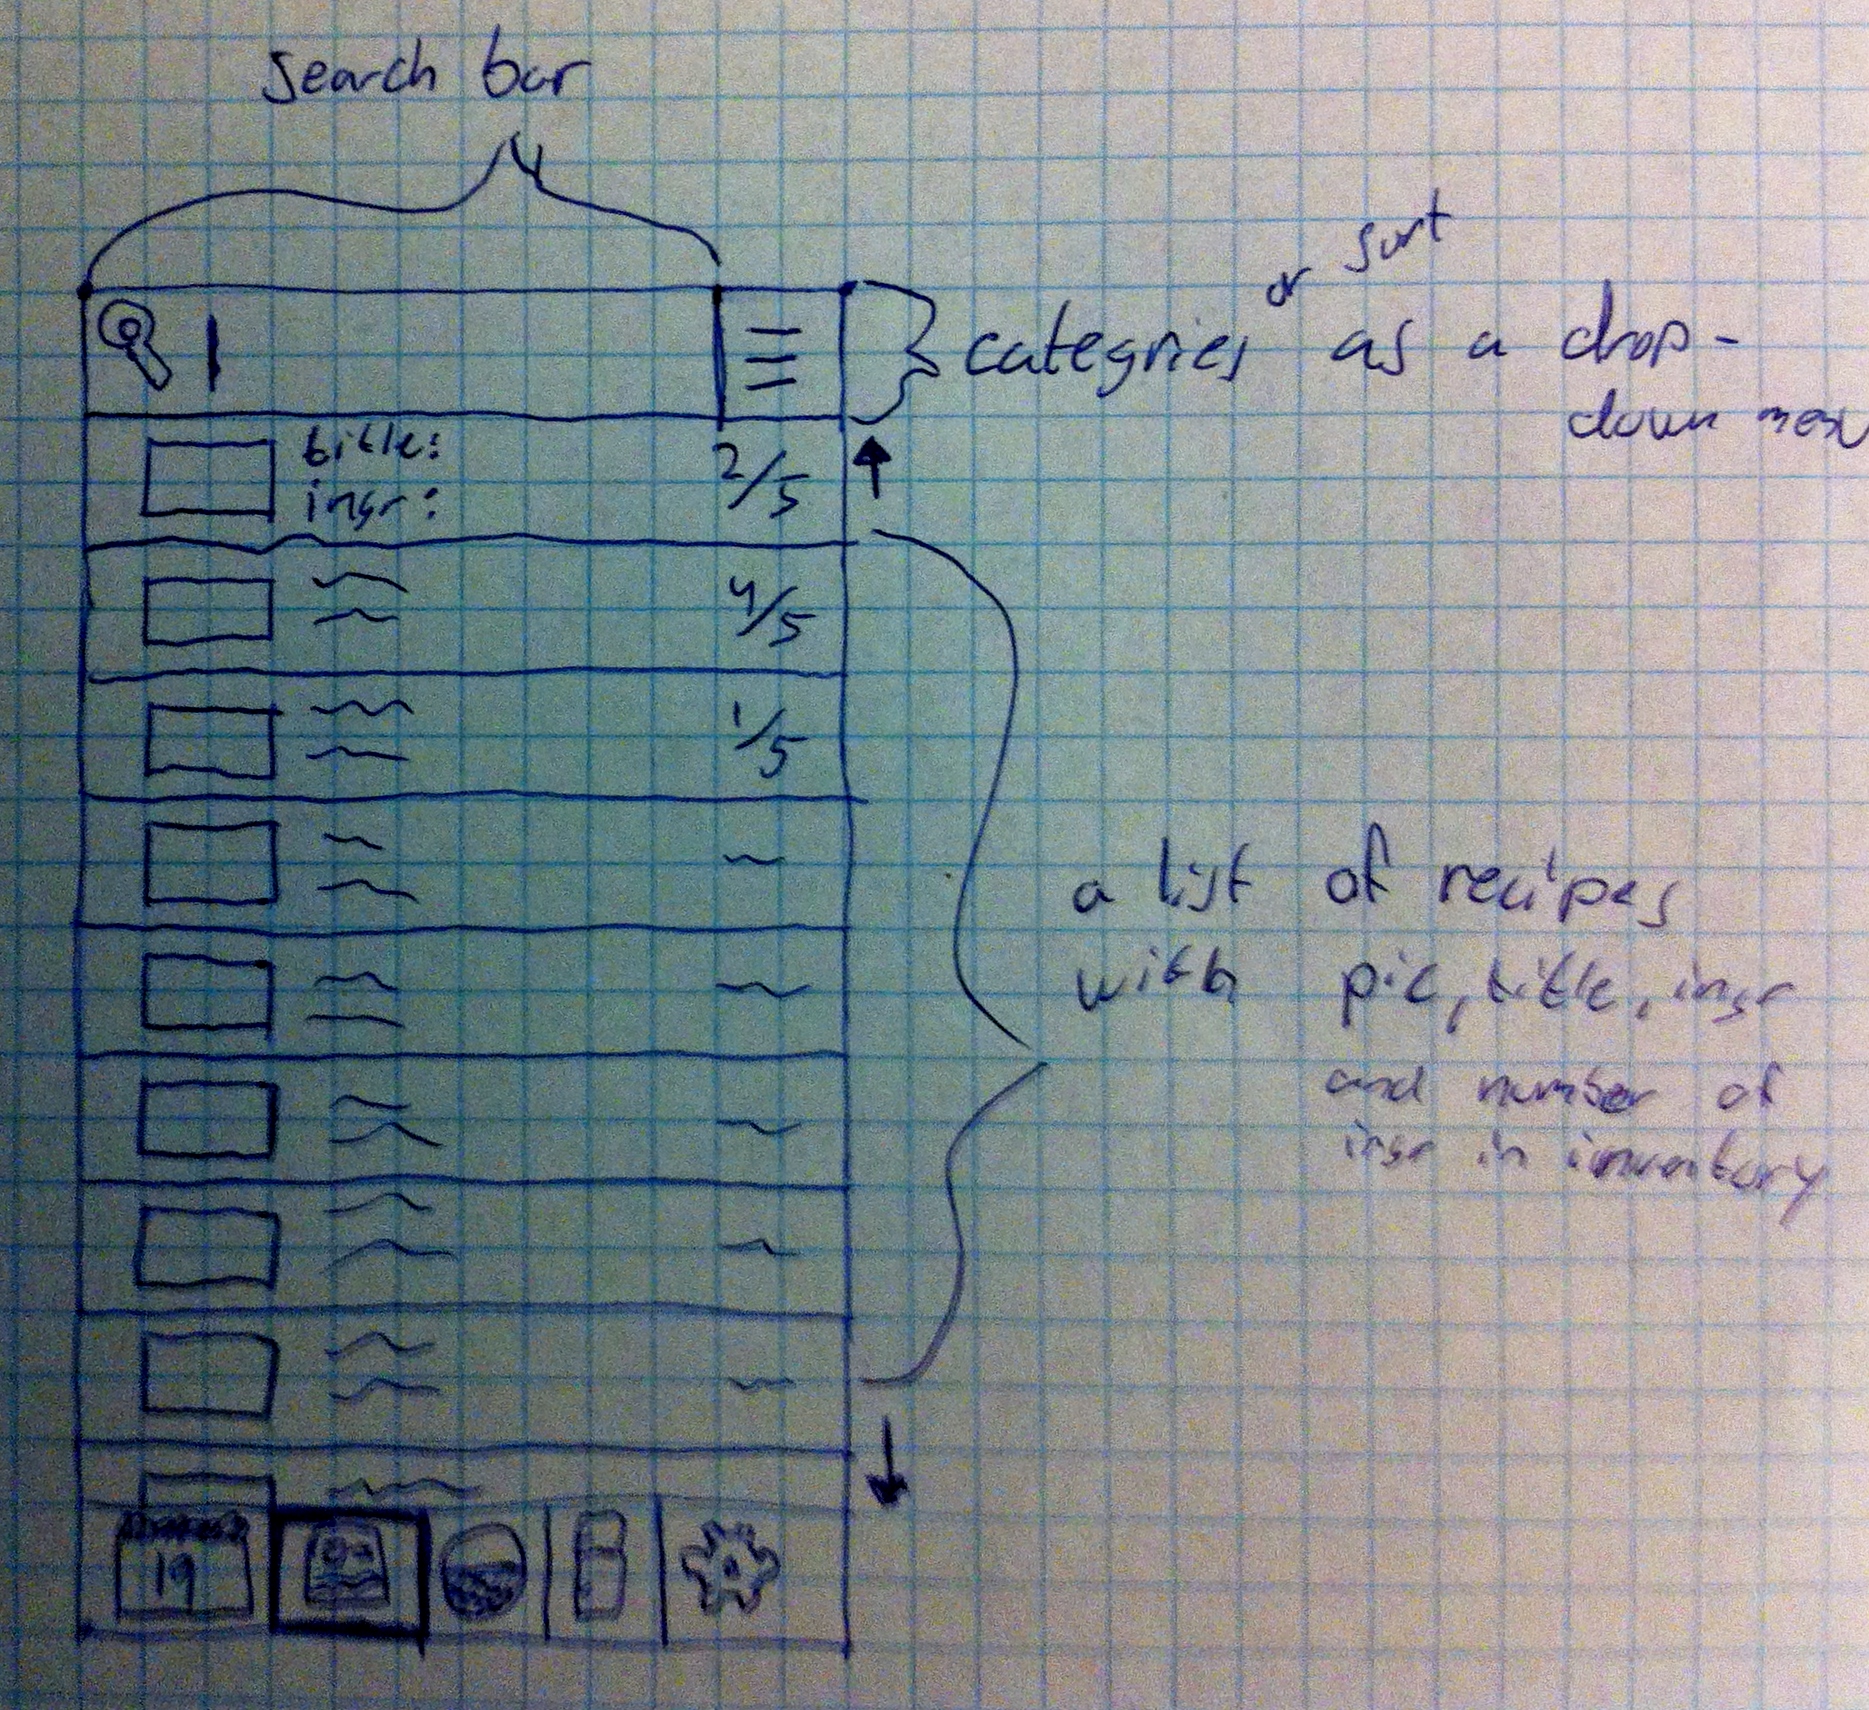 Search bar
or sort
categries as a drop-
down menu
title:
ingr:
2/5
4/5
1/5
a list of recipes
with pic, title, ingr
and number of
ingr in inventory
19